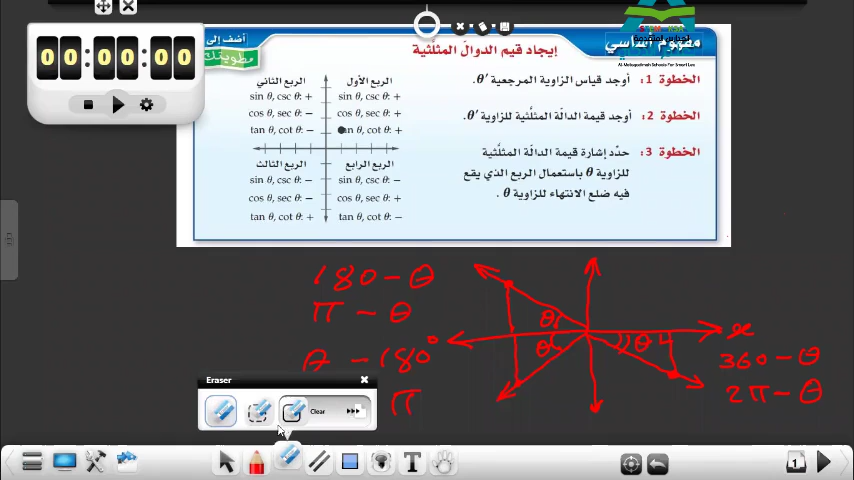 00:00:00
أضف إلى
مطويتك
مفهوم أساسي
إيجاد قيم الدوال المثلثية
الخطوة 1: أوجد قياس الزاوية المرجعية θ′.
الخطوة 2: أوجد قيمة الدالة المثلثية للزاوية θ′.
الخطوة 3: حدّد إشارة قيمة الدالة المثلثية
للزاوية θ باستعمال الربع الذي يقع
فيه ضلع الانتهاء للزاوية θ .
الربع الأول
sin θ, csc θ: +
cos θ, sec θ: +
an θ, cot θ: +
الربع الثاني
sin θ, csc θ: +
cos θ, sec θ: −
tan θ, cot θ: −
الربع الثالث
sin θ, csc θ: −
cos θ, sec θ: −
tan θ, cot θ: +
الربع الرابع
sin θ, csc θ: −
cos θ, sec θ: +
tan θ, cot θ: −
180 − θ
π − θ
θ − 180°
π
θ
θ
θ
x
360 − θ
2π − θ
Eraser
Clear
T
1